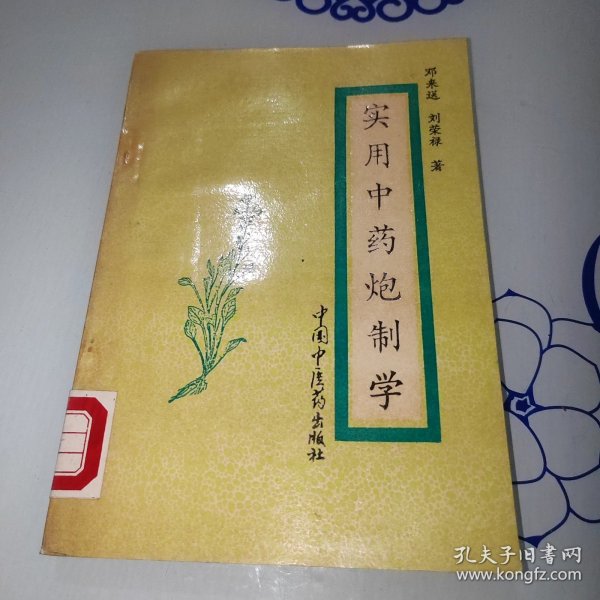 邓来送 刘荣禄 著
实用中药炮制学
中国中医药出版社
孔夫子旧书网
www.kongfz.com